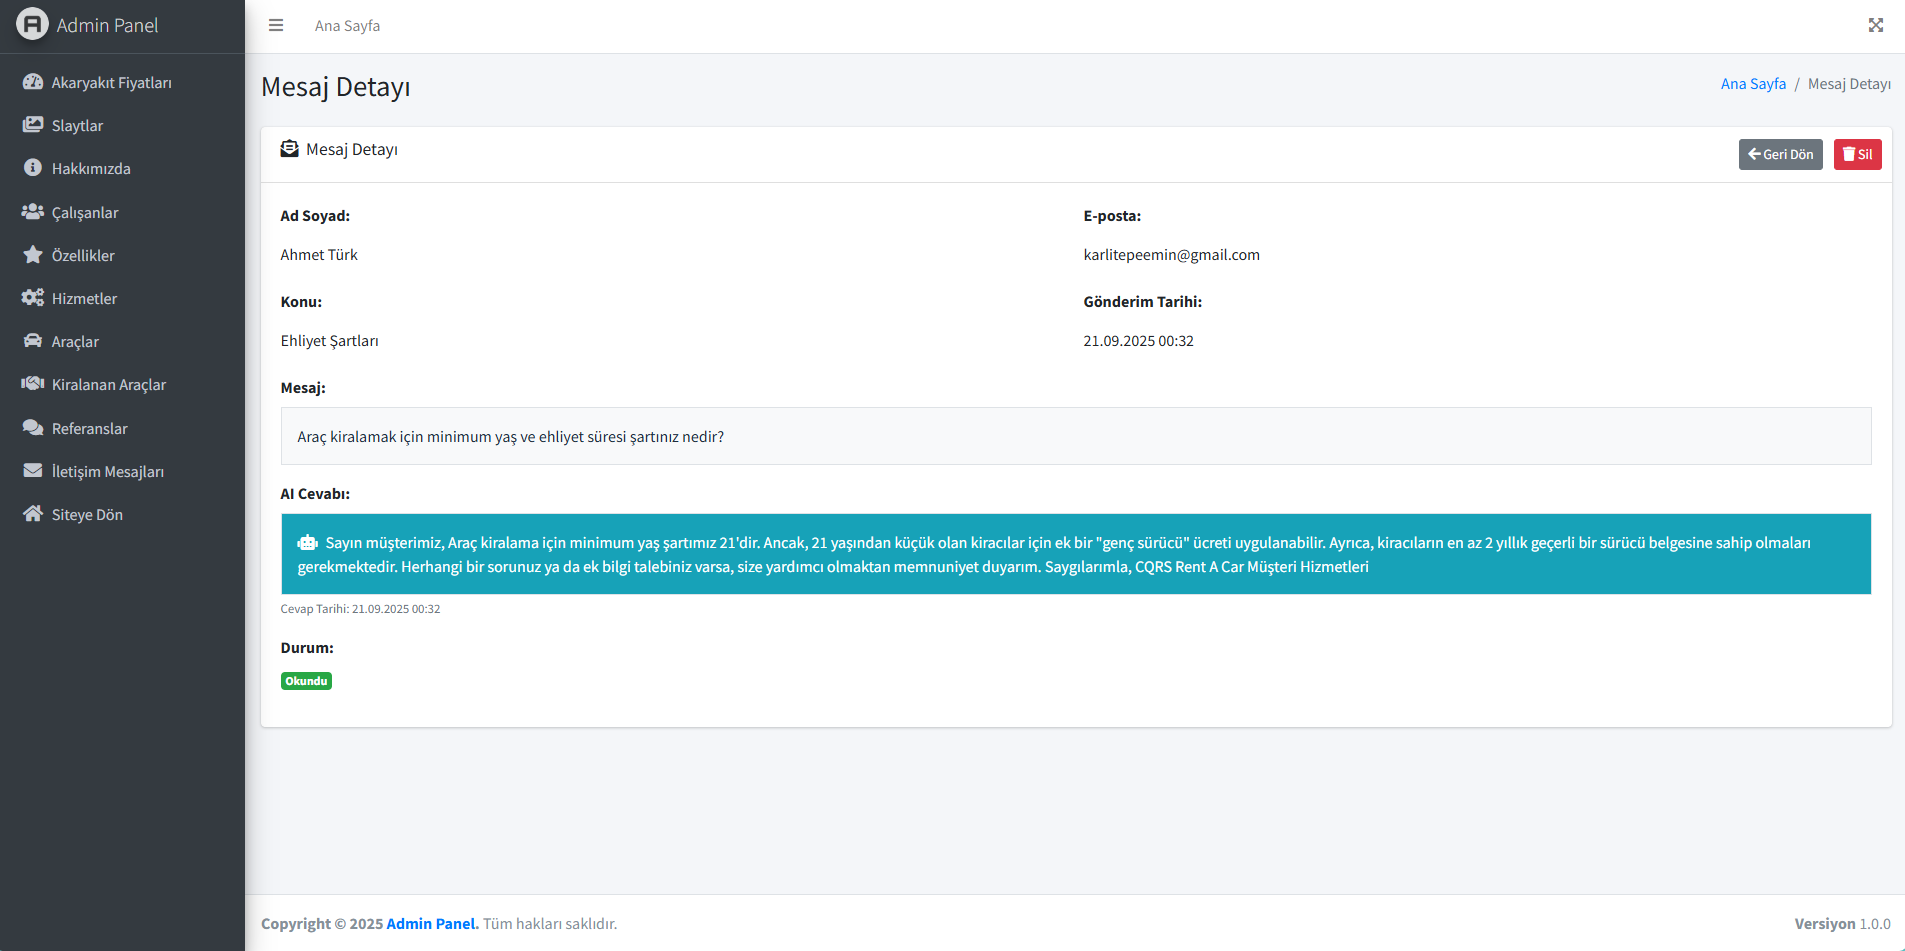 Admin Panel
Ana Sayfa
Akaryakıt Fiyatları
Slaytlar
Hakkımızda
Çalışanlar
Özellikler
Hizmetler
Araçlar
Kiralanan Araçlar
Referanslar
İletişim Mesajları
Siteye Dön
Mesaj Detayı
Ana Sayfa / Mesaj Detayı
Mesaj Detayı
Geri Dön
Sil
Ad Soyad:
E-posta:
Ahmet Türk
karlitepeemin@gmail.com
Konu:
Gönderim Tarihi:
Ehliyet Şartları
21.09.2025 00:32
Mesaj:
Araç kiralamak için minimum yaş ve ehliyet süresi şartınız nedir?
AI Cevabı:
Sayın müşterimiz, Araç kiralama için minimum yaş şartımız 21'dir. Ancak, 21 yaşından küçük olan kiracılar için ek bir "genç sürücü" ücreti uygulanabilir. Ayrıca, kiracıların en az 2 yıllık geçerli bir sürücü belgesine sahip olmaları
gerekmektedir. Herhangi bir sorunuz ya da ek bilgi talebiniz varsa, size yardımcı olmaktan memnuniyet duyarım. Saygılarımla, CQRS Rent A Car Müşteri Hizmetleri
Cevap Tarihi: 21.09.2025 00:32
Durum:
Okundu
Copyright © 2025 Admin Panel. Tüm hakları saklıdır.
Versiyon 1.0.0